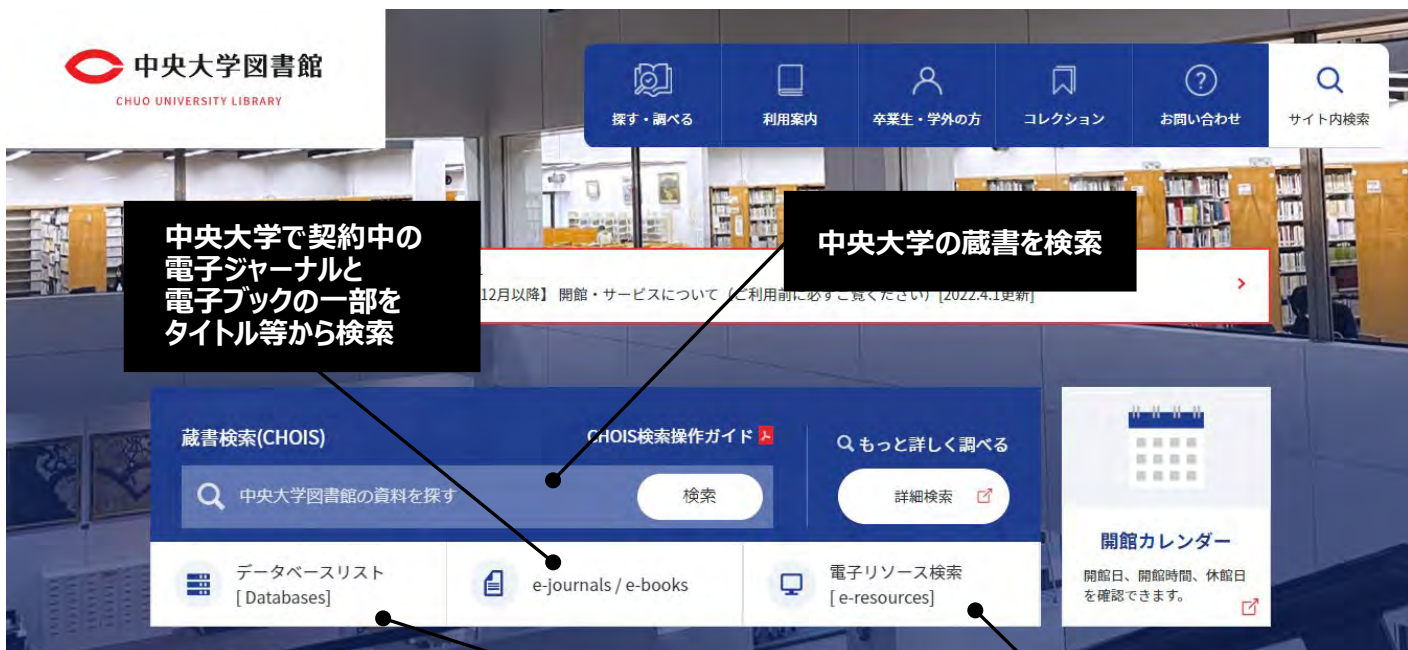 中央大学図書館
CHUO UNIVERSITY LIBRARY
探す・調べる
利用案内
卒業生・学外の方
コレクション
お問い合わせ
サイト内検索
中央大学で契約中の
電子ジャーナルと
電子ブックの一部を
タイトル等から検索
中央大学の蔵書を検索
12月以降】 開館・サービスについて（ご利用前に必ずご覧ください）[2022.4.1更新]
蔵書検索(CHOIS)
CHOIS検索操作ガイド
もっと詳しく調べる
中央大学図書館の資料を探す
検索
詳細検索
データベースリスト
[ Databases]
e-journals / e-books
電子リソース検索
[ e-resources]
開館カレンダー
開館日、開館時間、休館日
を確認できます。